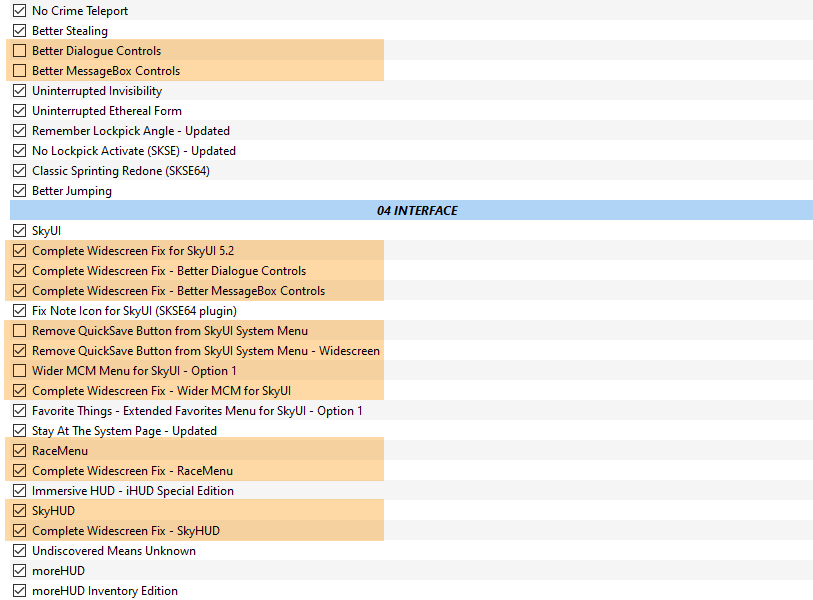 No Crime Teleport
Better Stealing
Better Dialogue Controls
Better MessageBox Controls
Uninterrupted Invisibility
Uninterrupted Ethereal Form
Remember Lockpick Angle - Updated
No Lockpick Activate (SKSE) - Updated
Classic Sprinting Redone (SKSE64)
Better Jumping
04 INTERFACE
SkyUI
Complete Widescreen Fix for SkyUI 5.2
Complete Widescreen Fix - Better Dialogue Controls
Complete Widescreen Fix - Better MessageBox Controls
Fix Note Icon for SkyUI (SKSE64 plugin)
Remove QuickSave Button from SkyUI System Menu
Remove QuickSave Button from SkyUI System Menu - Widescreen
Wider MCM Menu for SkyUI - Option 1
Complete Widescreen Fix - Wider MCM for SkyUI
Favorite Things - Extended Favorites Menu for SkyUI - Option 1
Stay At The System Page - Updated
RaceMenu
Complete Widescreen Fix - RaceMenu
Immersive HUD - iHUD Special Edition
SkyHUD
Complete Widescreen Fix - SkyHUD
Undiscovered Means Unknown
moreHUD
moreHUD Inventory Edition